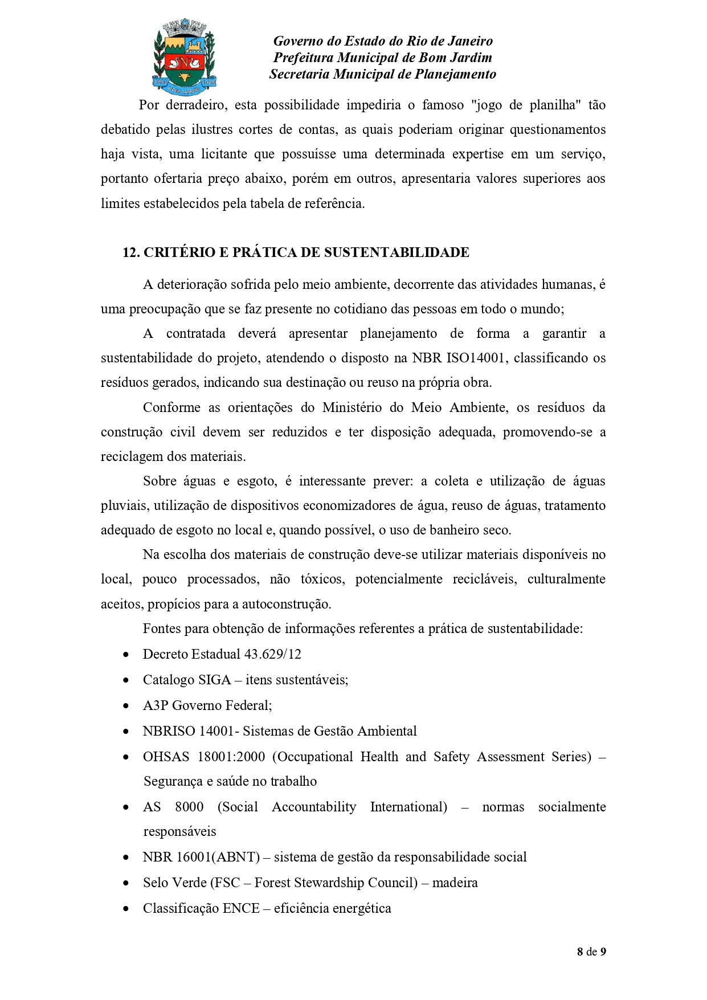 Governo do Estado do Rio de Janeiro
Prefeitura Municipal de Bom Jardim
Secretaria Municipal de Planejamento
N
1893 1929
BOM JARDIM
Por derradeiro, esta possibilidade impediria o famoso "jogo de planilha" tão
debatido pelas ilustres cortes de contas, as quais poderiam originar questionamentos
haja vista, uma licitante que possuísse uma determinada expertise em um serviço,
portanto ofertaria preço abaixo, porém em outros, apresentaria valores superiores aos
limites estabelecidos pela tabela de referência.
12. CRITÉRIO E PRÁTICA DE SUSTENTABILIDADE
A deterioração sofrida pelo meio ambiente, decorrente das atividades humanas, é
uma preocupação que se faz presente no cotidiano das pessoas em todo o mundo;
A contratada deverá apresentar planejamento de forma a garantir a
sustentabilidade do projeto, atendendo o disposto na NBR ISO14001, classificando os
resíduos gerados, indicando sua destinação ou reuso na própria obra.
Conforme as orientações do Ministério do Meio Ambiente, os resíduos da
construção civil devem ser reduzidos e ter disposição adequada, promovendo-se a
reciclagem dos materiais.
Sobre águas e esgoto, é interessante prever: a coleta e utilização de águas
pluviais, utilização de dispositivos economizadores de água, reuso de águas, tratamento
adequado de esgoto no local e, quando possível, o uso de banheiro seco.
Na escolha dos materiais de construção deve-se utilizar materiais disponíveis no
local, pouco processados, não tóxicos, potencialmente recicláveis, culturalmente
aceitos, propícios para a autoconstrução.
Fontes para obtenção de informações referentes a prática de sustentabilidade:
• Decreto Estadual 43.629/12
• Catalogo SIGA – itens sustentáveis;
• A3P Governo Federal;
• NBRISO 14001- Sistemas de Gestão Ambiental
• OHSAS 18001:2000 (Occupational Health and Safety Assessment Series) –
Segurança e saúde no trabalho
• AS 8000 (Social Accountability International) – normas socialmente
responsáveis
• NBR 16001(ABNT) – sistema de gestão da responsabilidade social
• Selo Verde (FSC – Forest Stewardship Council) – madeira
• Classificação ENCE – eficiência energética
8 de 9